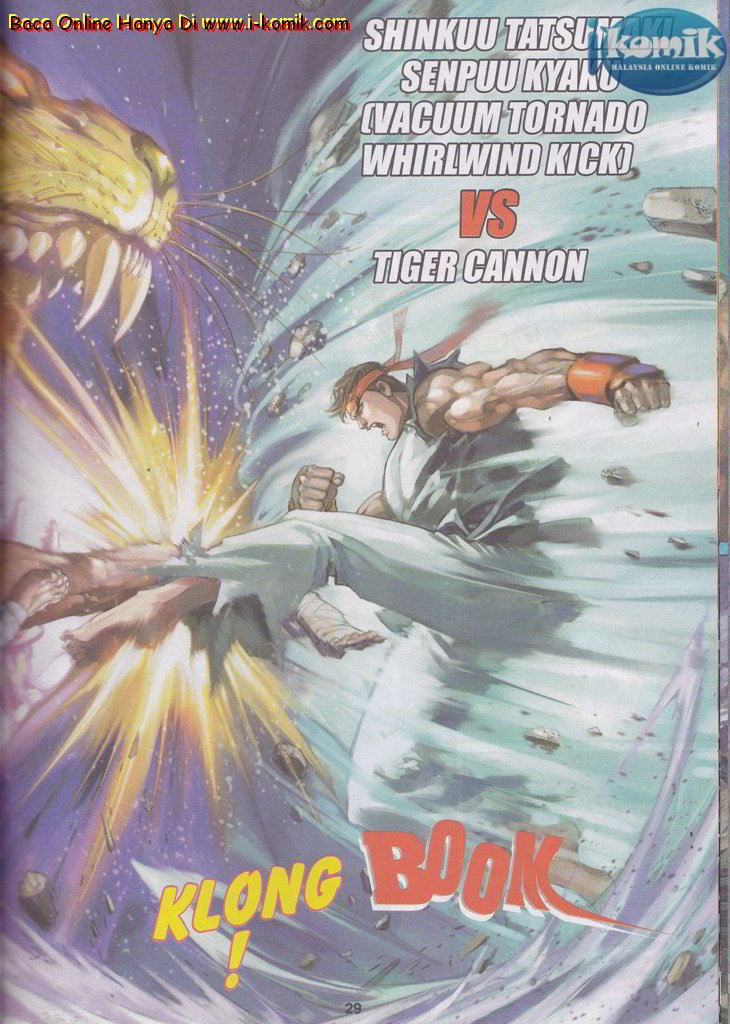 Baca Online Hanya Di www.i-komik.com
SHINKUU TATSUMAKI
SENPUU KYAKU
(VACUUM TORNADO
WHIRLWIND KICK)
VS
TIGER CANNON
ikomik
MALAYSIA ONLINE KOMIK
KLONG
!
BOOM
29